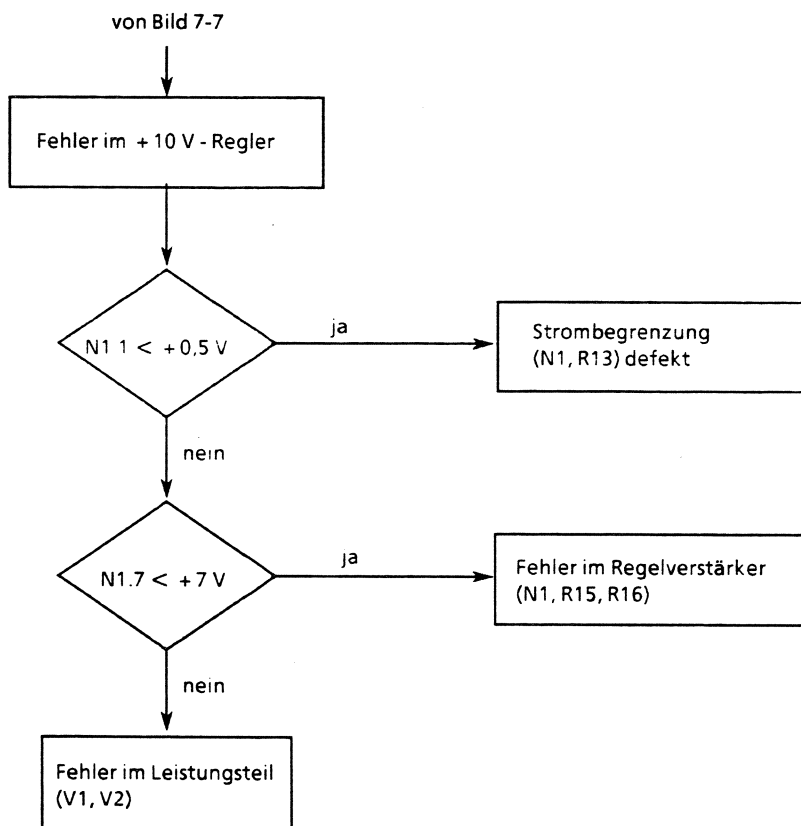 von Bild 7-7
Fehler im + 10 V - Regler
N1 1 < + 0,5 V
ja
Strombegrenzung
(N1, R13) defekt
nein
N1.7 < + 7 V
ja
Fehler im Regelverstärker
(N1, R15, R16)
nein
Fehler im Leistungsteil
(V1, V2)